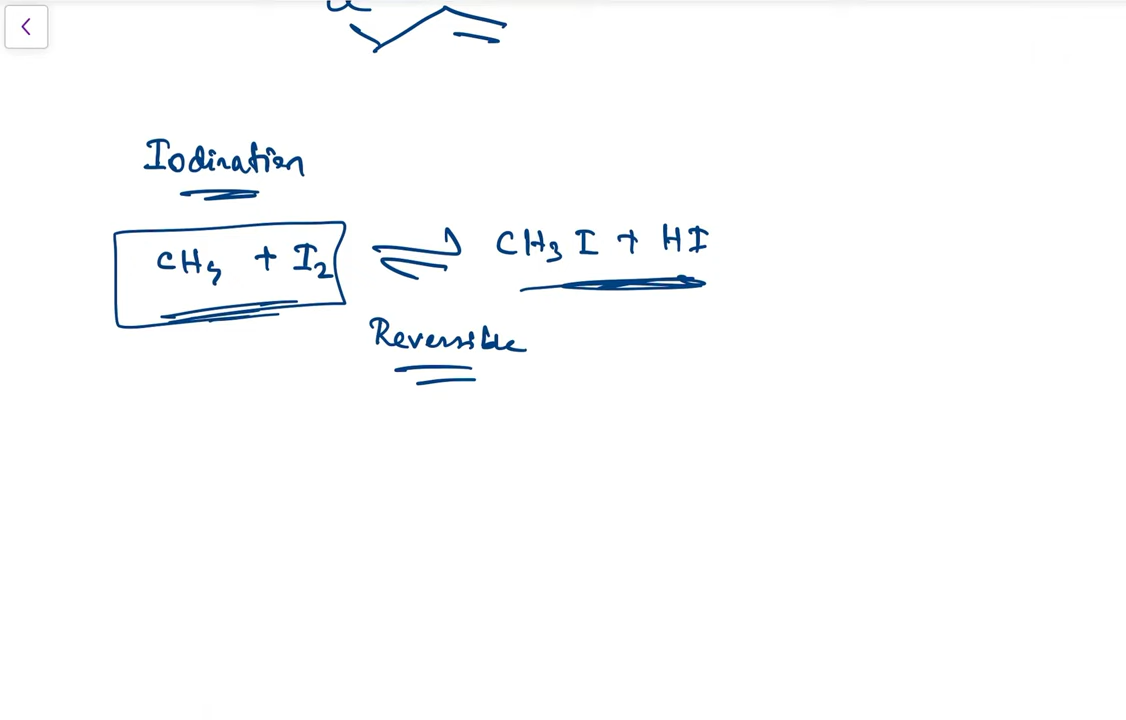 Iodination
CH₄ + I₂ ⇌ CH₃I + HI
Reversible